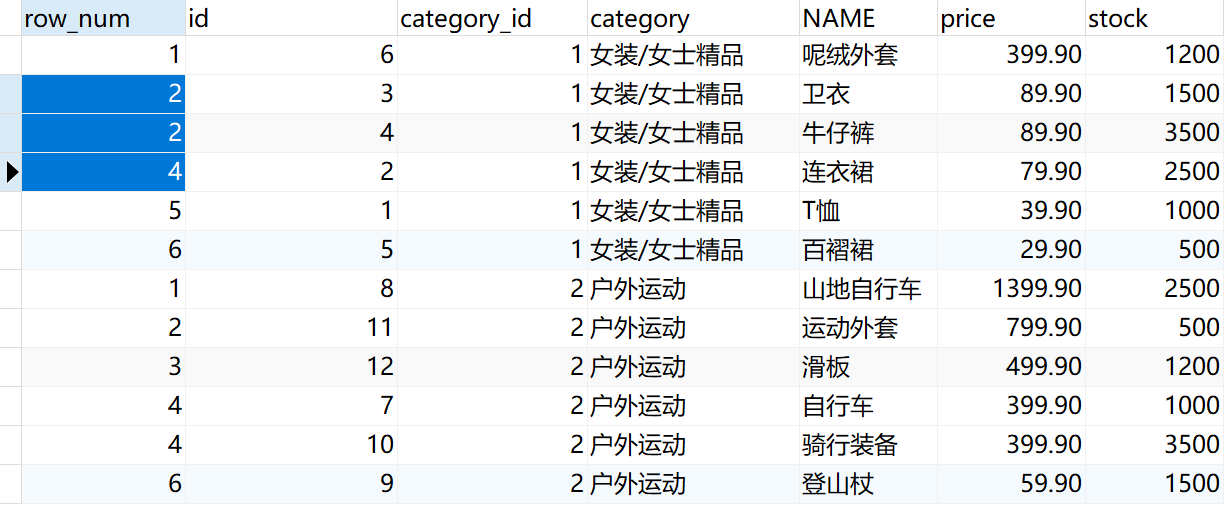 row_num id category_id category NAME price stock
1 6 1 女装/女士精品 呢绒外套 399.90 1200
2 3 1 女装/女士精品 卫衣 89.90 1500
2 4 1 女装/女士精品 牛仔裤 89.90 3500
4 2 1 女装/女士精品 连衣裙 79.90 2500
5 1 1 女装/女士精品 T恤 39.90 1000
6 5 1 女装/女士精品 百褶裙 29.90 500
1 8 2 户外运动 山地自行车 1399.90 2500
2 11 2 户外运动 运动外套 799.90 500
3 12 2 户外运动 滑板 499.90 1200
4 7 2 户外运动 自行车 399.90 1000
4 10 2 户外运动 骑行装备 399.90 3500
6 9 2 户外运动 登山杖 59.90 1500